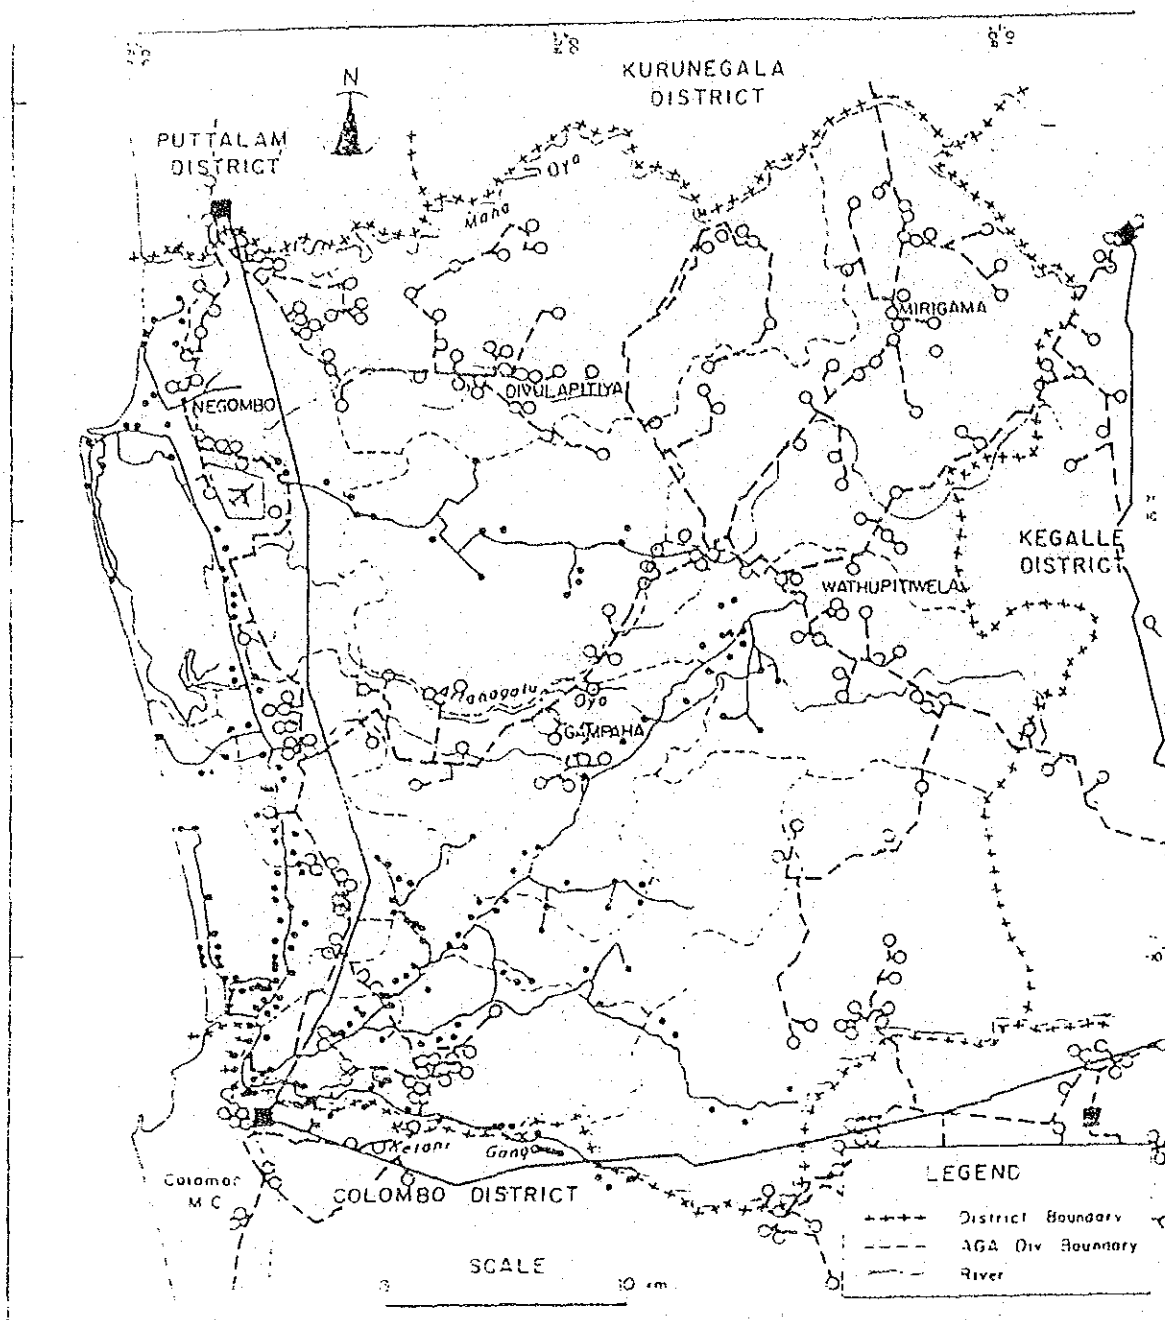 KURUNEGALA
DISTRICT
N
PUTTALAM
DISTRICT
Maha
Oya
MIRIGAMA
DIVULAPITIYA
NEGOMBO
KEGALLE
DISTRICT
WATHUPITIWELA
Oya
GAMPAHA
Kelani
Ganga
M C
COLOMBO DISTRICT
LEGEND
District Boundary
AGA Div Boundary
River
SCALE
0 10 km